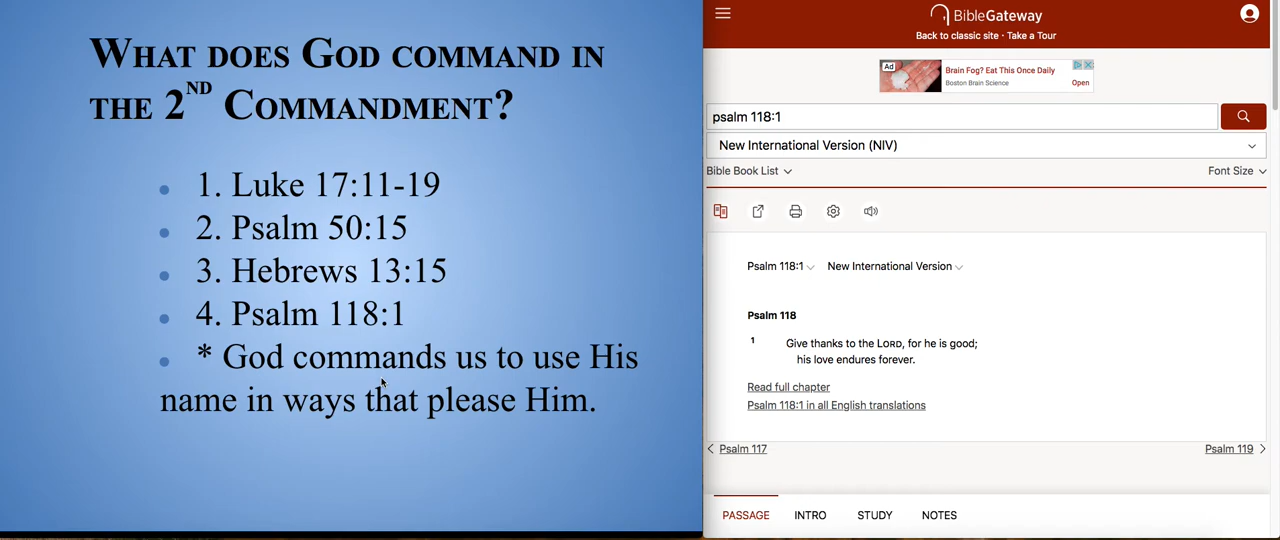 WHAT DOES GOD COMMAND IN
THE 2ND COMMANDMENT?
1. Luke 17:11-19
2. Psalm 50:15
3. Hebrews 13:15
4. Psalm 118:1
* God commands us to use His
name in ways that please Him.
BibleGateway
Back to classic site · Take a Tour
Ad
Brain Fog? Eat This Once Daily
Boston Brain Science
Open
psalm 118:1
New International Version (NIV)
Bible Book List
Font Size
Psalm 118:1 New International Version
Psalm 118
1 Give thanks to the LORD, for he is good;
his love endures forever.
Read full chapter
Psalm 118:1 in all English translations
Psalm 117
Psalm 119
PASSAGE INTRO STUDY NOTES